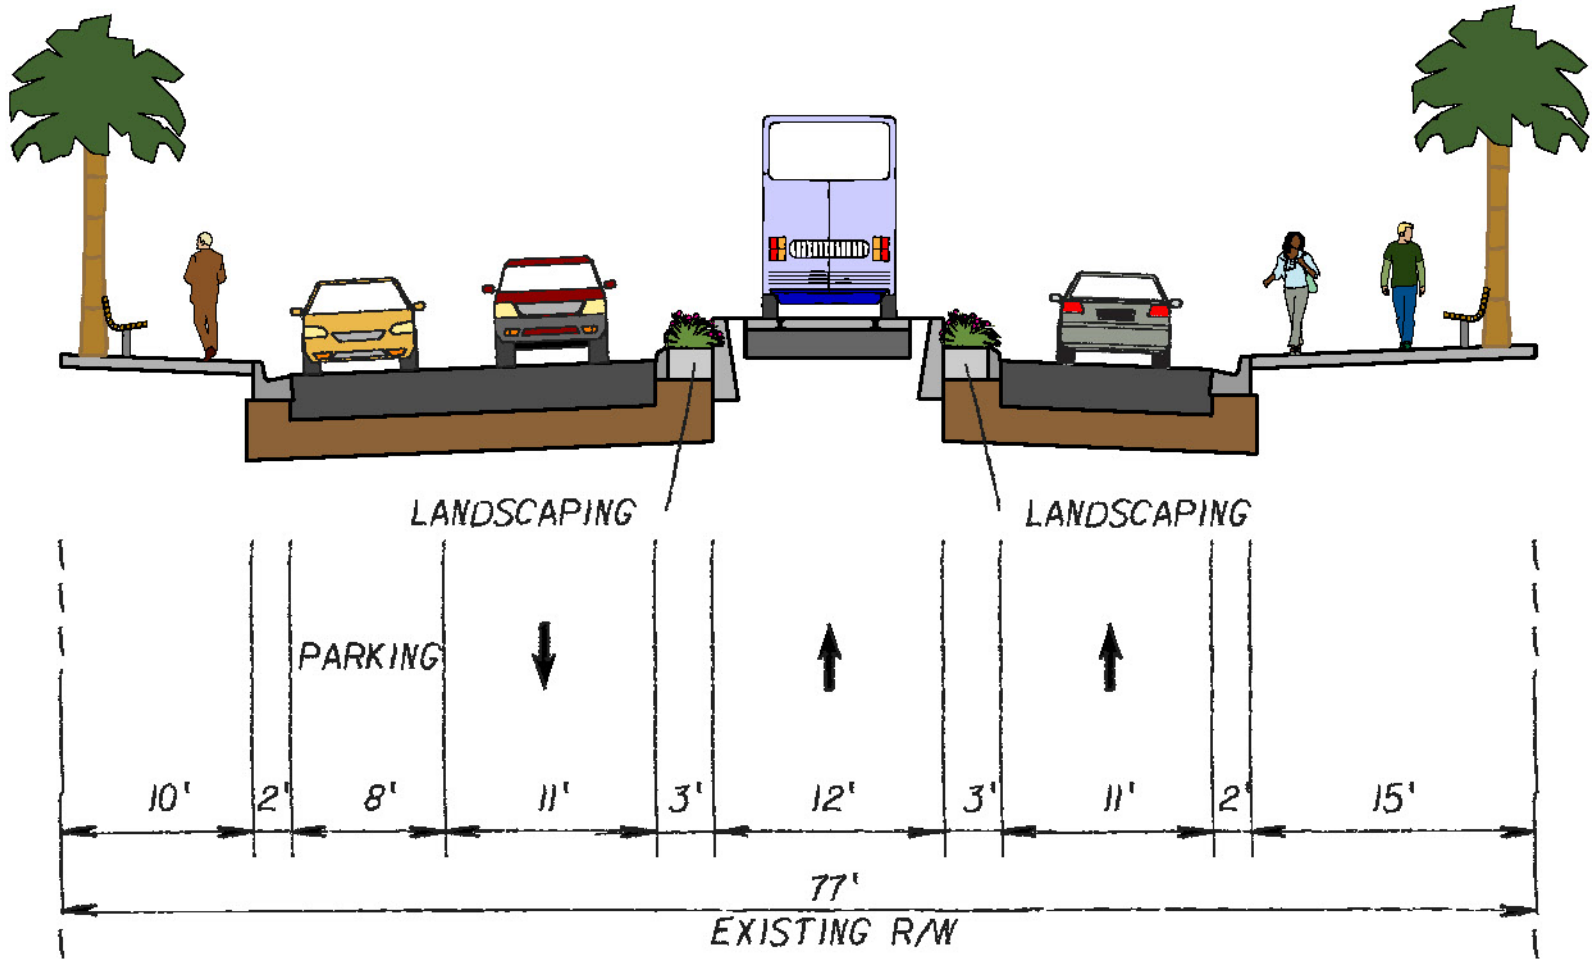 LANDSCAPING LANDSCAPING
PARKING
10' 2' 8' 11' 3' 12' 3' 11' 2' 15'
77'
EXISTING R/W